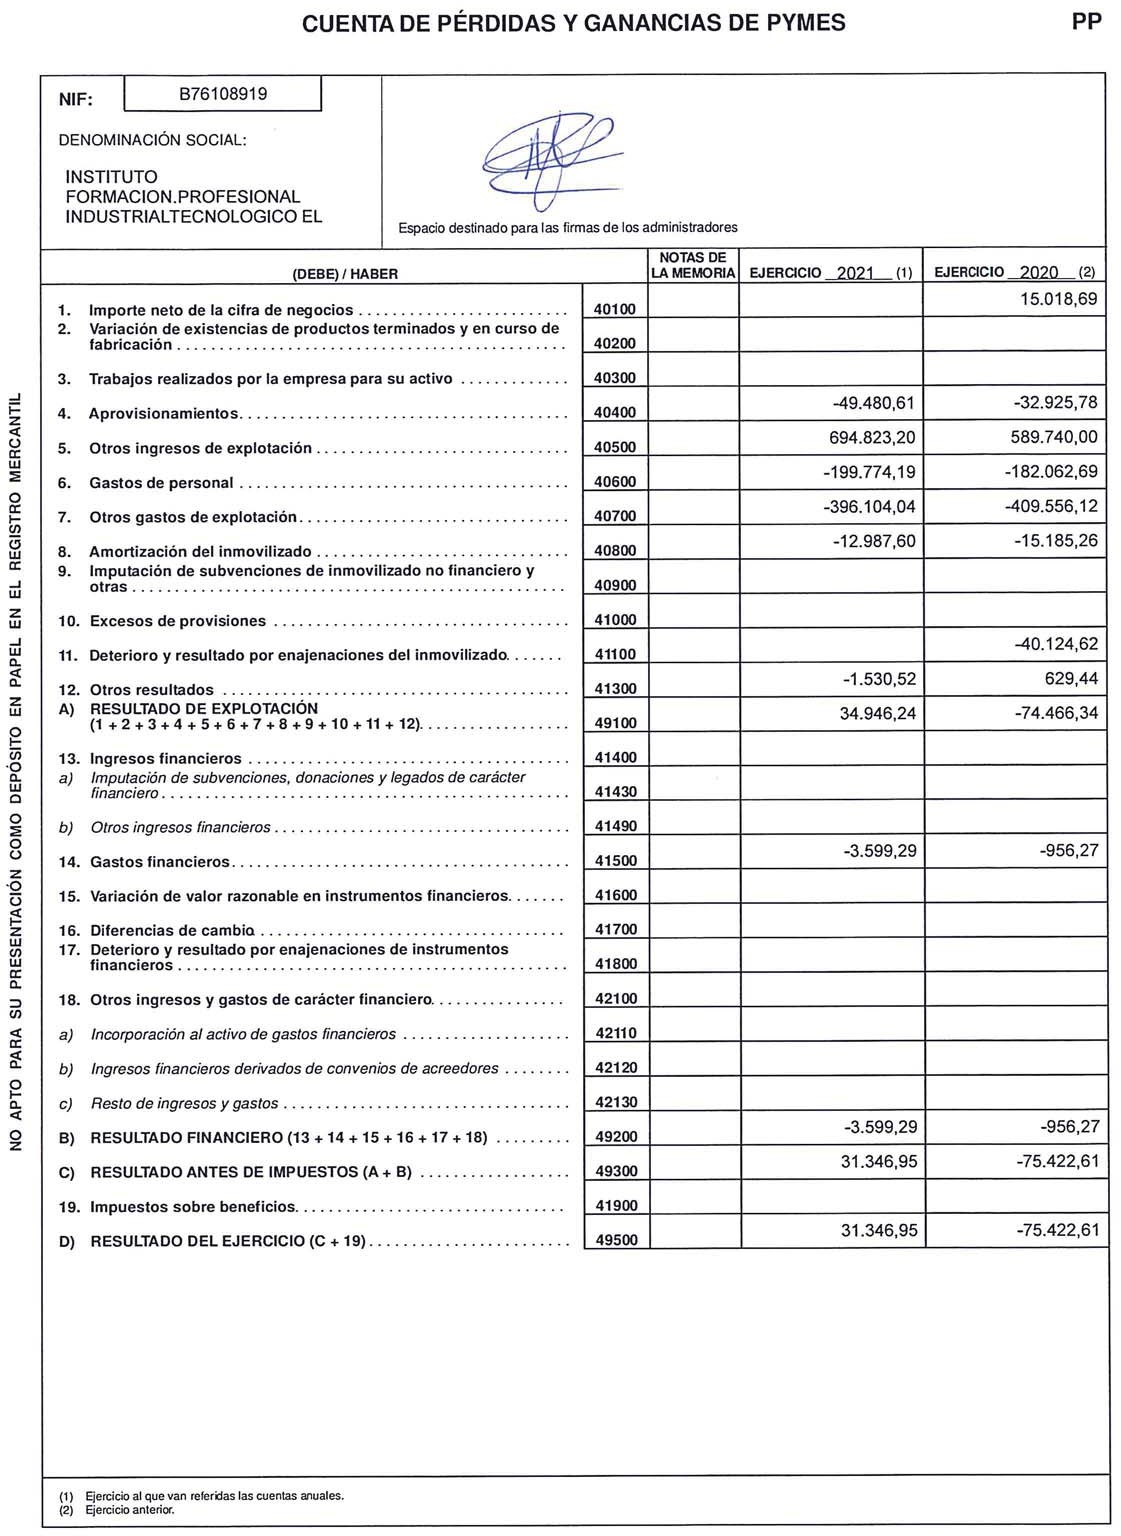 CUENTA DE PÉRDIDAS Y GANANCIAS DE PYMES PP
NIF: B76108919
DENOMINACIÓN SOCIAL:
INSTITUTO
FORMACION.PROFESIONAL
INDUSTRIALTECNOLOGICO EL
Espacio destinado para las firmas de los administradores
(DEBE) / HABER NOTAS DE LA MEMORIA EJERCICIO 2021 (1) EJERCICIO 2020 (2)
1. Importe neto de la cifra de negocios 40100 15.018,69
2. Variación de existencias de productos terminados y en curso de
fabricación 40200
3. Trabajos realizados por la empresa para su activo 40300
4. Aprovisionamientos 40400 -49.480,61 -32.925,78
5. Otros ingresos de explotación 40500 694.823,20 589.740,00
6. Gastos de personal 40600 -199.774,19 -182.062,69
7. Otros gastos de explotación 40700 -396.104,04 -409.556,12
8. Amortización del inmovilizado 40800 -12.987,60 -15.185,26
9. Imputación de subvenciones de inmovilizado no financiero y
otras 40900
10. Excesos de provisiones 41000
11. Deterioro y resultado por enajenaciones del inmovilizado 41100 -40.124,62
12. Otros resultados 41300 -1.530,52 629,44
A) RESULTADO DE EXPLOTACIÓN
(1 + 2 + 3 + 4 + 5 + 6 + 7 + 8 + 9 + 10 + 11 + 12) 49100 34.946,24 -74.466,34
13. Ingresos financieros 41400
a) Imputación de subvenciones, donaciones y legados de carácter
financiero 41430
b) Otros ingresos financieros 41490
14. Gastos financieros 41500 -3.599,29 -956,27
15. Variación de valor razonable en instrumentos financieros 41600
16. Diferencias de cambio 41700
17. Deterioro y resultado por enajenaciones de instrumentos
financieros 41800
18. Otros ingresos y gastos de carácter financiero 42100
a) Incorporación al activo de gastos financieros 42110
b) Ingresos financieros derivados de convenios de acreedores 42120
c) Resto de ingresos y gastos 42130
B) RESULTADO FINANCIERO (13 + 14 + 15 + 16 + 17 + 18) 49200 -3.599,29 -956,27
C) RESULTADO ANTES DE IMPUESTOS (A + B) 49300 31.346,95 -75.422,61
19. Impuestos sobre beneficios 41900
D) RESULTADO DEL EJERCICIO (C + 19) 49500 31.346,95 -75.422,61
(1) Ejercicio al que van referidas las cuentas anuales.
(2) Ejercicio anterior.
NO APTO PARA SU PRESENTACIÓN COMO DEPÓSITO EN PAPEL EN EL REGISTRO MERCANTIL